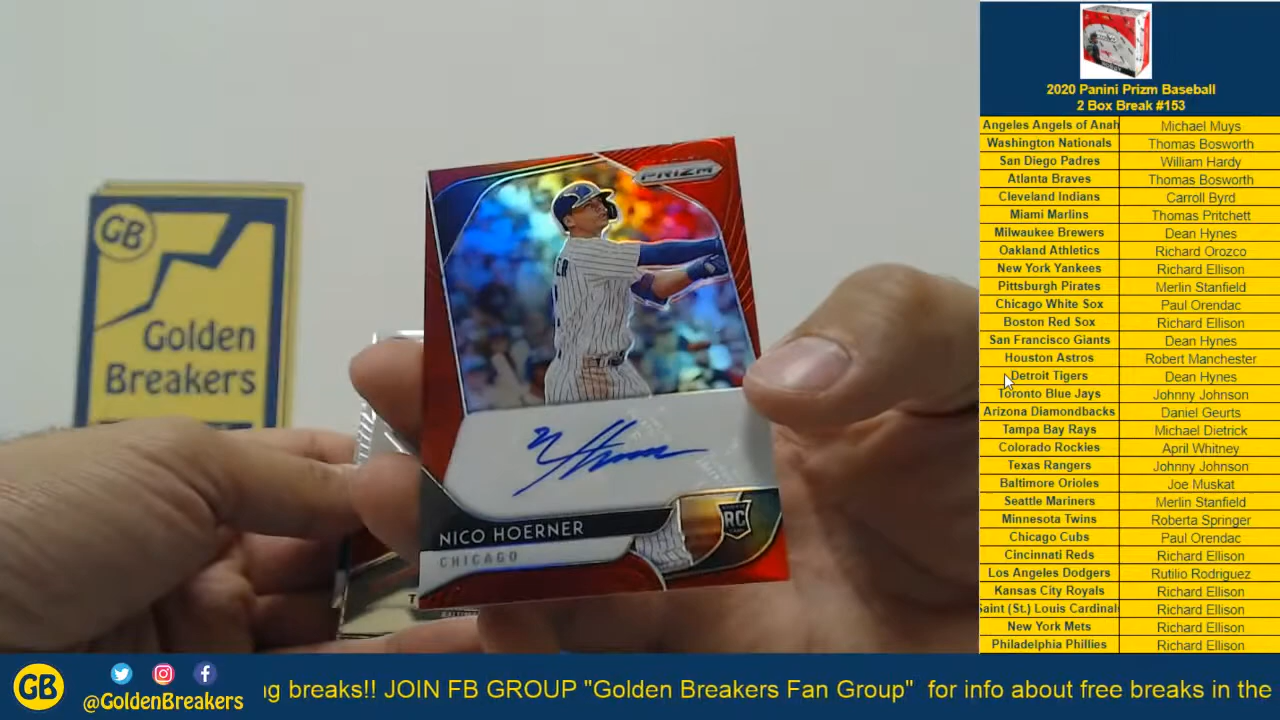 GB
Golden
Breakers
PRIZM
RC
NICO HOERNER
CHICAGO
2020 Panini Prizm Baseball
2 Box Break #153
Angeles Angels of Anah Michael Muys
Washington Nationals Thomas Bosworth
San Diego Padres William Hardy
Atlanta Braves Thomas Bosworth
Cleveland Indians Carroll Byrd
Miami Marlins Thomas Pritchett
Milwaukee Brewers Dean Hynes
Oakland Athletics Richard Orozco
New York Yankees Richard Ellison
Pittsburgh Pirates Merlin Stanfield
Chicago White Sox Paul Orendac
Boston Red Sox Richard Ellison
San Francisco Giants Dean Hynes
Houston Astros Robert Manchester
Detroit Tigers Dean Hynes
Toronto Blue Jays Johnny Johnson
Arizona Diamondbacks Daniel Geurts
Tampa Bay Rays Michael Dietrick
Colorado Rockies April Whitney
Texas Rangers Johnny Johnson
Baltimore Orioles Joe Muskat
Seattle Mariners Merlin Stanfield
Minnesota Twins Roberta Springer
Chicago Cubs Paul Orendac
Cincinnati Reds Richard Ellison
Los Angeles Dodgers Rutilio Rodriguez
Kansas City Royals Richard Ellison
Saint (St.) Louis Cardinal Richard Ellison
New York Mets Richard Ellison
Philadelphia Phillies Richard Ellison
GB
@GoldenBreakers
g breaks!! JOIN FB GROUP "Golden Breakers Fan Group" for info about free breaks in the